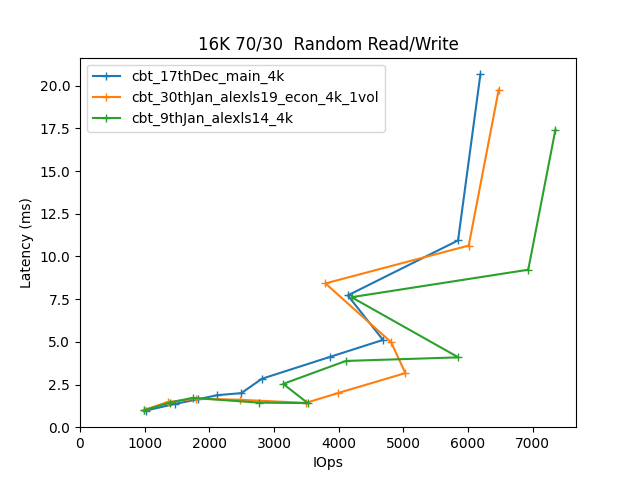 16K 70/30  Random Read/Write
cbt_17thDec_main_4k
cbt_30thJan_alexls19_econ_4k_1vol
cbt_9thJan_alexls14_4k
Latency (ms)
20.0
17.5
15.0
12.5
10.0
7.5
5.0
2.5
0.0
0 1000 2000 3000 4000 5000 6000 7000
IOps